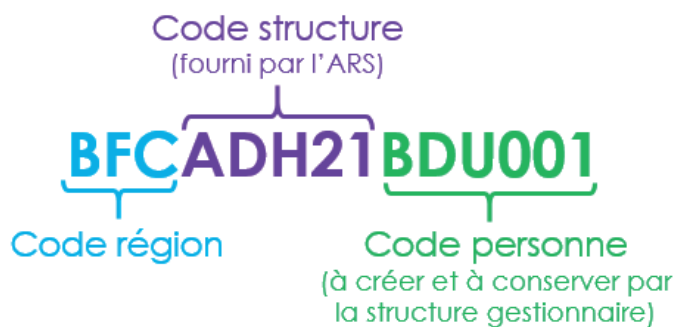 Code structure
(fourni par l'ARS)
BFCADH21BDU001
Code région
Code personne
(à créer et à conserver par
la structure gestionnaire)